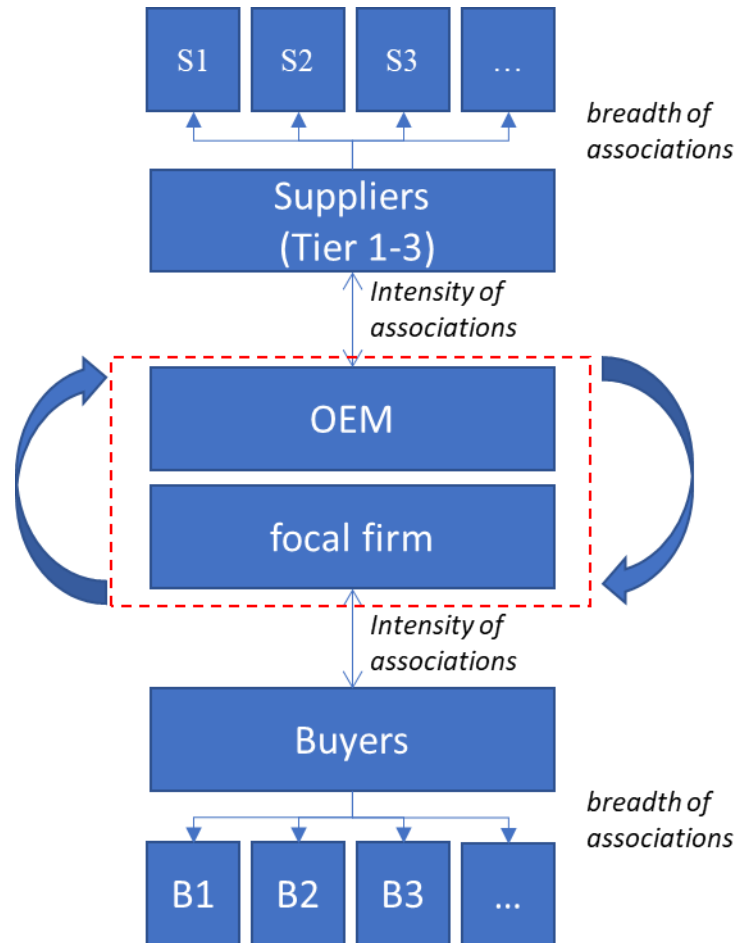 S1 S2 S3 …
breadth of
associations
Suppliers
(Tier 1-3)
Intensity of
associations
OEM
focal firm
Intensity of
associations
Buyers
breadth of
associations
B1 B2 B3 …